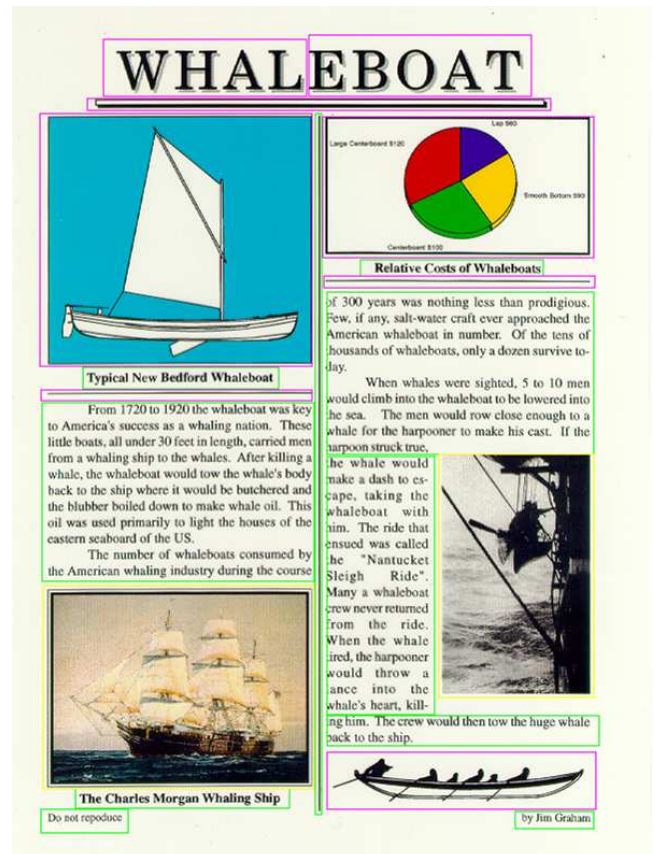 WHALEBOAT
Typical New Bedford Whaleboat
From 1720 to 1920 the whaleboat was key
to America's success as a whaling nation. These
little boats, all under 30 feet in length, carried men
from a whaling ship to the whales. After killing a
whale, the whaleboat would tow the whale's body
back to the ship where it would be butchered and
the blubber boiled down to make whale oil. This
oil was used primarily to light the houses of the
eastern seaboard of the US.
The number of whaleboats consumed by
the American whaling industry during the course
The Charles Morgan Whaling Ship
Do not repoduce
Lap $60
Large Centerboard $120
Smooth Bottom $90
Centerboard $100
Relative Costs of Whaleboats
of 300 years was nothing less than prodigious.
Few, if any, salt-water craft ever approached the
American whaleboat in number. Of the tens of
thousands of whaleboats, only a dozen survive to-
day.
When whales were sighted, 5 to 10 men
would climb into the whaleboat to be lowered into
the sea. The men would row close enough to a
whale for the harpooner to make his cast. If the
harpoon struck true,
the whale would
make a dash to es-
cape, taking the
whaleboat with
him. The ride that
ensued was called
the "Nantucket
Sleigh Ride".
Many a whaleboat
crew never returned
from the ride.
When the whale
tired, the harpooner
would throw a
lance into the
whale's heart, kill-
ing him. The crew would then tow the huge whale
back to the ship.
by Jim Graham